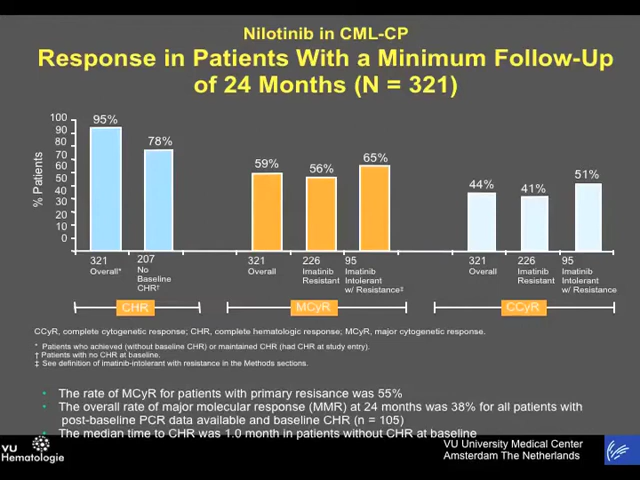 Nilotinib in CML-CP
Response in Patients With a Minimum Follow-Up
of 24 Months (N = 321)
% Patients
100
90
80
70
60
50
40
30
20
10
0
95%
78%
59%
56%
65%
44%
41%
51%
321
Overall*
207
No
Baseline
CHR†
321
Overall
226
Imatinib
Resistant
95
Imatinib
Intolerant
w/ Resistance‡
321
Overall
226
Imatinib
Resistant
95
Imatinib
Intolerant
w/ Resistance
CHR
MCyR
CCyR
CCyR, complete cytogenetic response; CHR, complete hematologic response; MCyR, major cytogenetic response.
* Patients who achieved (without baseline CHR) or maintained CHR (had CHR at study entry).
† Patients with no CHR at baseline.
‡ See definition of imatinib-intolerant with resistance in the Methods sections.
• The rate of MCyR for patients with primary resisance was 55%
• The overall rate of major molecular response (MMR) at 24 months was 38% for all patients with
post-baseline PCR data available and baseline CHR (n = 105)
• The median time to CHR was 1.0 month in patients without CHR at baseline
VU
Hematologie
VU University Medical Center
Amsterdam The Netherlands